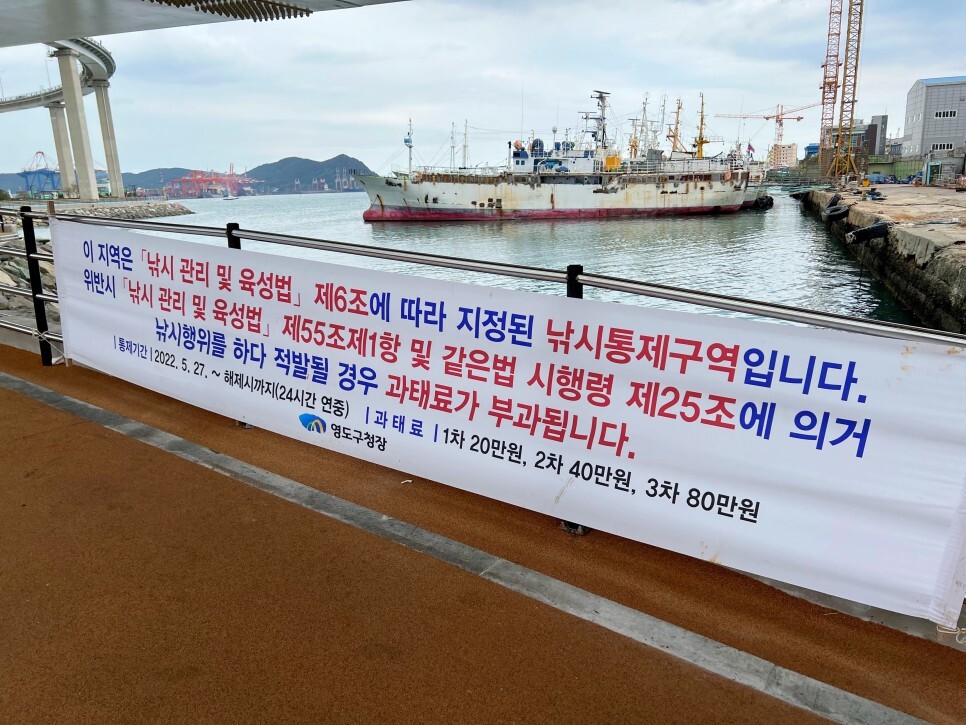 이 지역은 「낚시 관리 및 육성법」 제6조에 따라 지정된 낚시통제구역입니다.
위반시 「낚시 관리 및 육성법」 제55조제1항 및 같은법 시행령 제25조에 의거
낚시행위를 하다 적발될 경우 과태료가 부과됩니다.
| 통제기간 | 2022. 5. 27. ~ 해제시까지(24시간 연중) | 과 태 료 | 1차 20만원, 2차 40만원, 3차 80만원
영도구청장